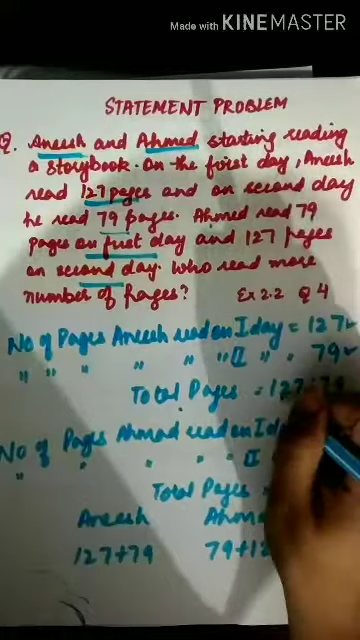 Made with KINEMASTER
STATEMENT PROBLEM
Q. Aneesh and Ahmed starting reading
a storybook. On the first day, Aneesh
read 127 pages and on second day
he read 79 pages. Ahmed read 79
pages on first day and 127 pages
on second day. Who read more
number of pages? Ex 2.2 Q 4
No of Pages Aneesh read on I day = 127
" " " " " II " " 79
Total Pages = 127+79
No of Pages Ahmad read on I day
" " " " II
Total Pages =
Aneesh Ahm
127+79 79+12